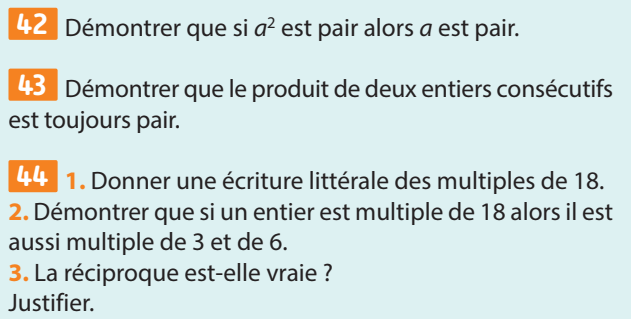 42 Démontrer que si a² est pair alors a est pair.
43 Démontrer que le produit de deux entiers consécutifs
est toujours pair.
44 1. Donner une écriture littérale des multiples de 18.
2. Démontrer que si un entier est multiple de 18 alors il est
aussi multiple de 3 et de 6.
3. La réciproque est-elle vraie ?
Justifier.